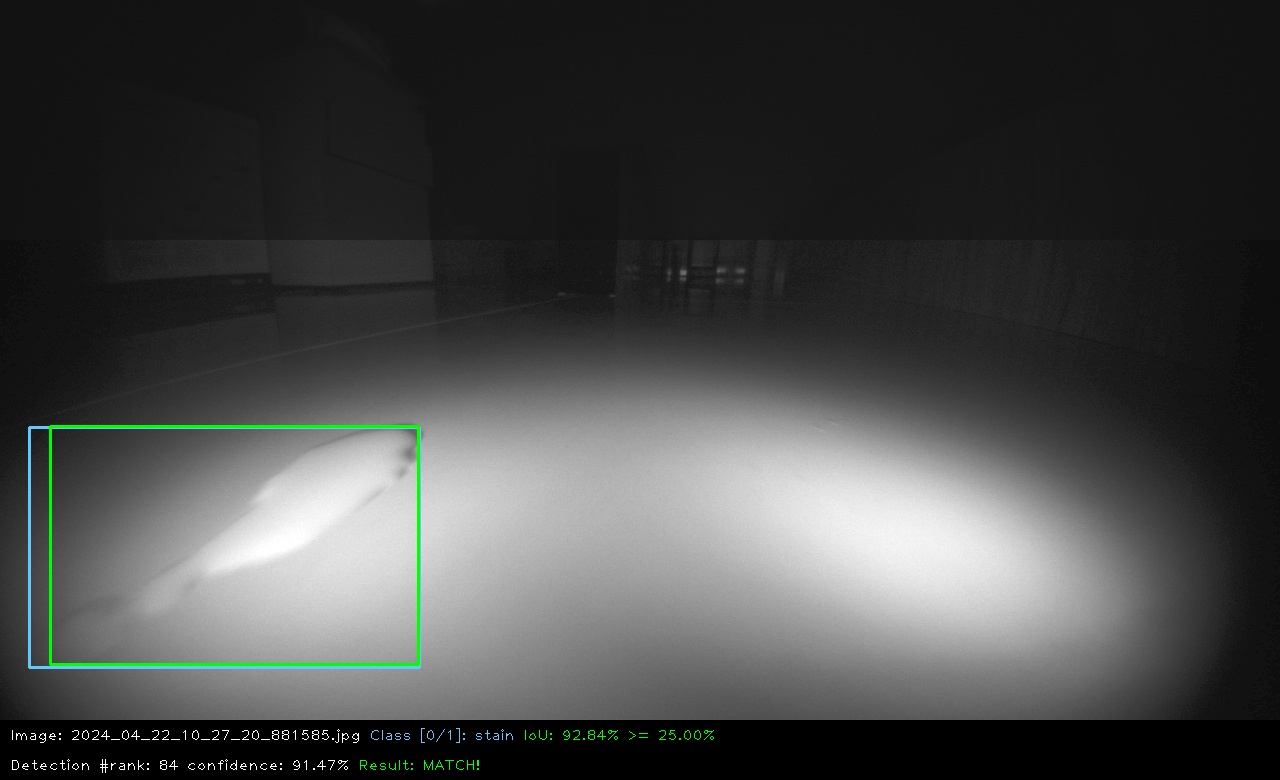 Image: 2024_04_22_10_27_20_881585.jpg Class [0/1]: stain IoU: 92.84% >= 25.00%
Detection #rank: 84 confidence: 91.47% Result: MATCH!